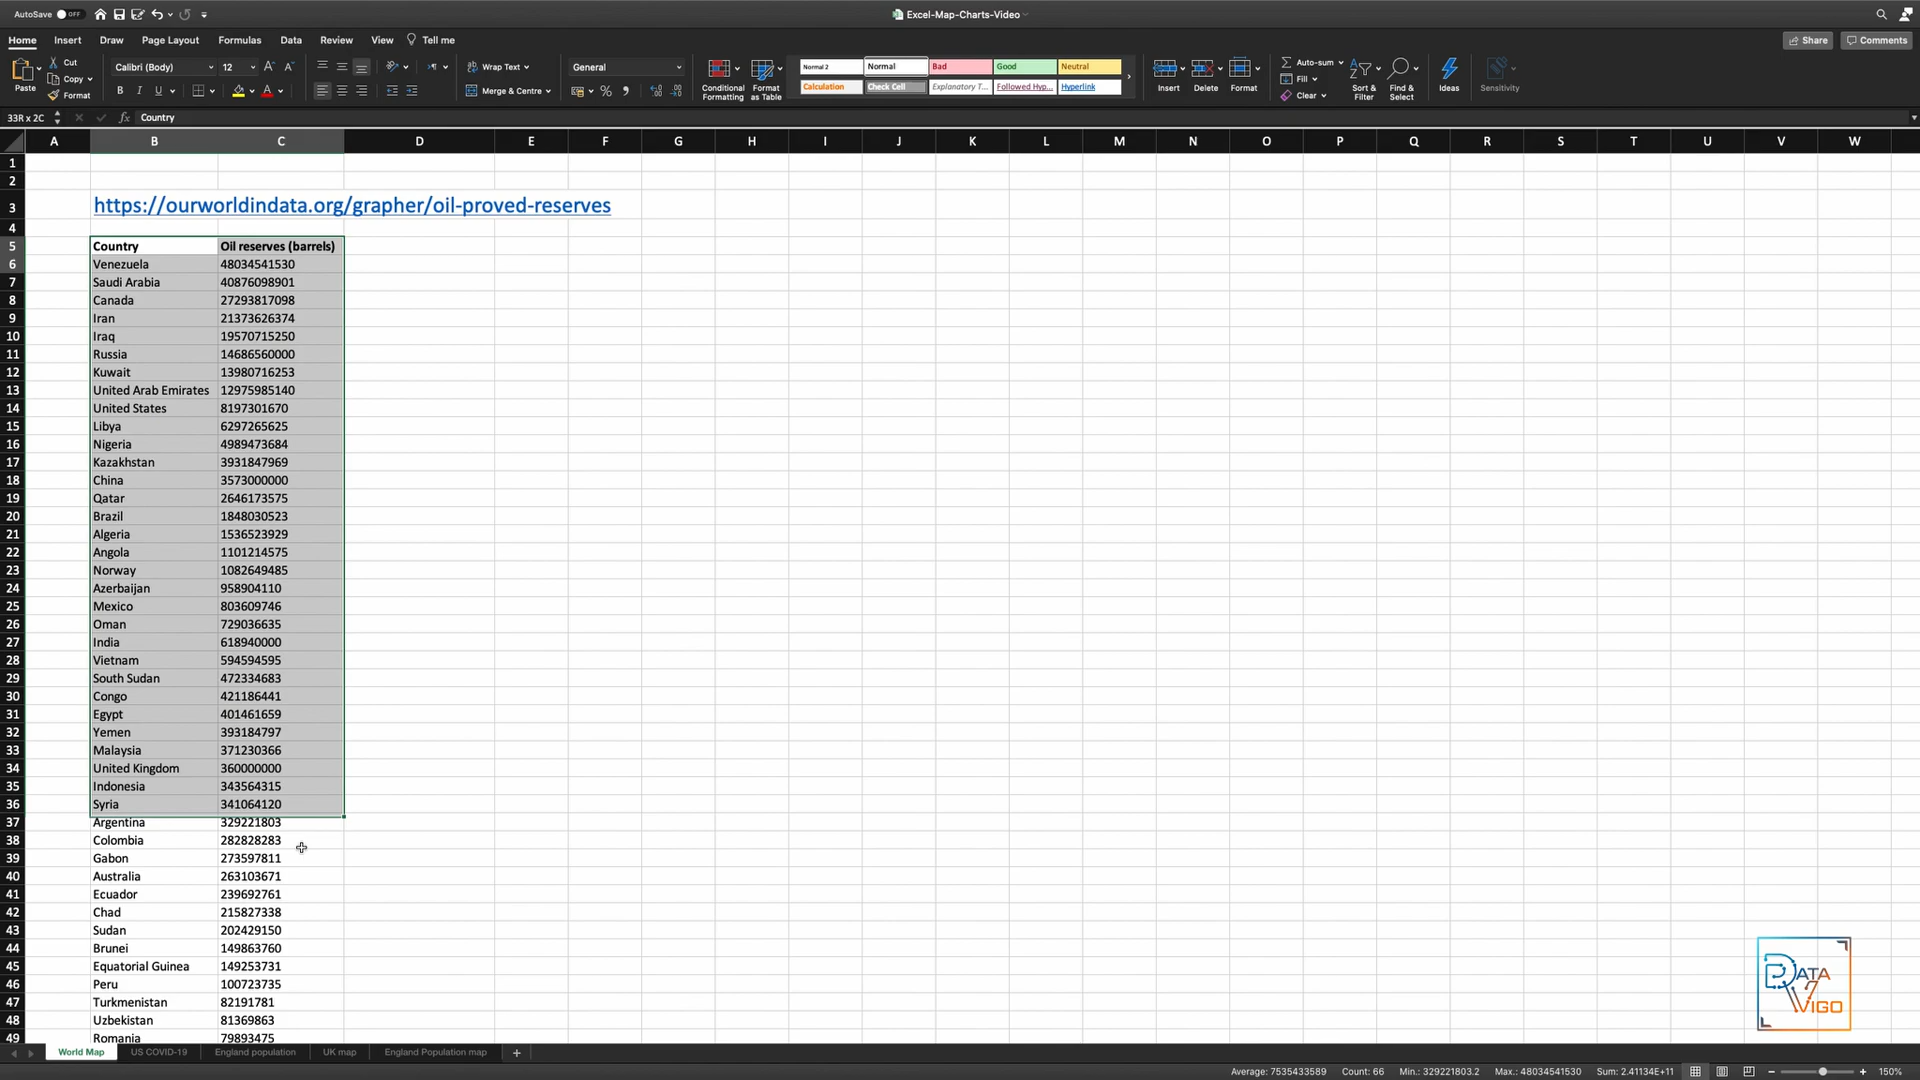 AutoSave OFF
Excel-Map-Charts-Video
Home Insert Draw Page Layout Formulas Data Review View Tell me
Share Comments
Paste
Cut
Copy
Format
Calibri (Body) 12
B I U
Wrap Text
Merge & Centre
General
Conditional Formatting
Format as Table
Normal 2 Normal Bad Good Neutral
Calculation Check Cell Explanatory T... Followed Hyp... Hyperlink
Insert Delete Format
Auto-sum
Fill
Clear
Sort & Filter
Find & Select
Ideas
Sensitivity
33R x 2C fx Country
A B C D E F G H I J K L M N O P Q R S T U V W
1
2
3 https://ourworldindata.org/grapher/oil-proved-reserves
4
5 Country Oil reserves (barrels)
6 Venezuela 48034541530
7 Saudi Arabia 40876098901
8 Canada 27293817098
9 Iran 21373626374
10 Iraq 19570715250
11 Russia 14686560000
12 Kuwait 13980716253
13 United Arab Emirates 12975985140
14 United States 8197301670
15 Libya 6297265625
16 Nigeria 4989473684
17 Kazakhstan 3931847969
18 China 3573000000
19 Qatar 2646173575
20 Brazil 1848030523
21 Algeria 1536523929
22 Angola 1101214575
23 Norway 1082649485
24 Azerbaijan 958904110
25 Mexico 803609746
26 Oman 729036635
27 India 618940000
28 Vietnam 594594595
29 South Sudan 472334683
30 Congo 421186441
31 Egypt 401461659
32 Yemen 393184797
33 Malaysia 371230366
34 United Kingdom 360000000
35 Indonesia 343564315
36 Syria 341064120
37 Argentina 329221803
38 Colombia 282828283
39 Gabon 273597811
40 Australia 263103671
41 Ecuador 239692761
42 Chad 215827338
43 Sudan 202429150
44 Brunei 149863760
45 Equatorial Guinea 149253731
46 Peru 100723735
47 Turkmenistan 82191781
48 Uzbekistan 81369863
49 Romania 79893475
DATA
VIGO
World Map US COVID-19 England population UK map England Population map +
Average: 7535433589 Count: 66 Min.: 329221803.2 Max.: 48034541530 Sum: 2.41134E+11 150%